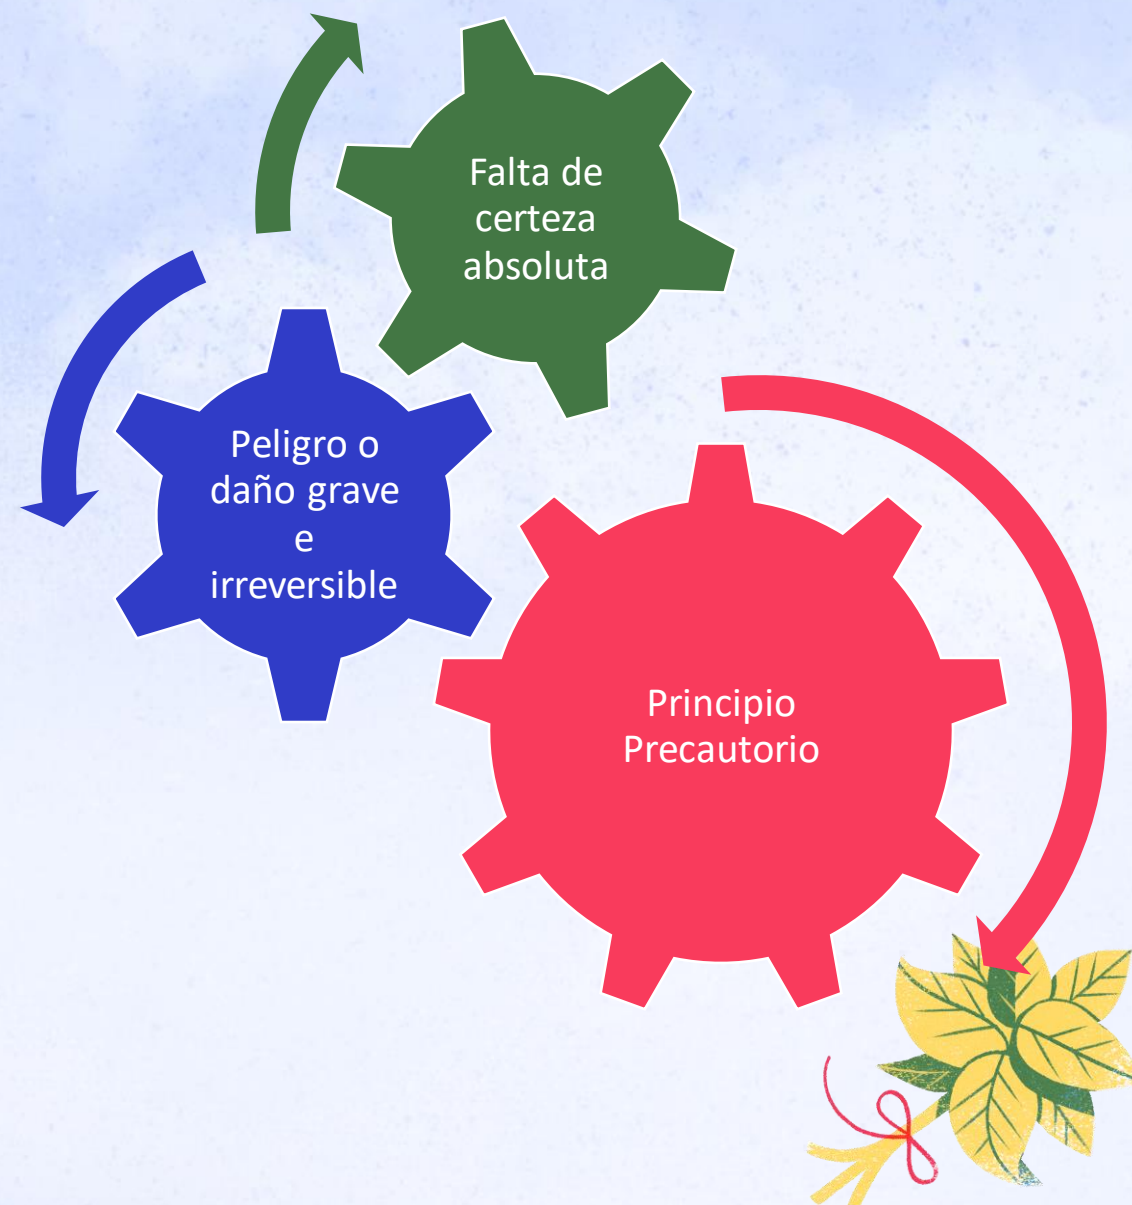 Falta de
certeza
absoluta
Peligro o
daño grave
e
irreversible
Principio
Precautorio